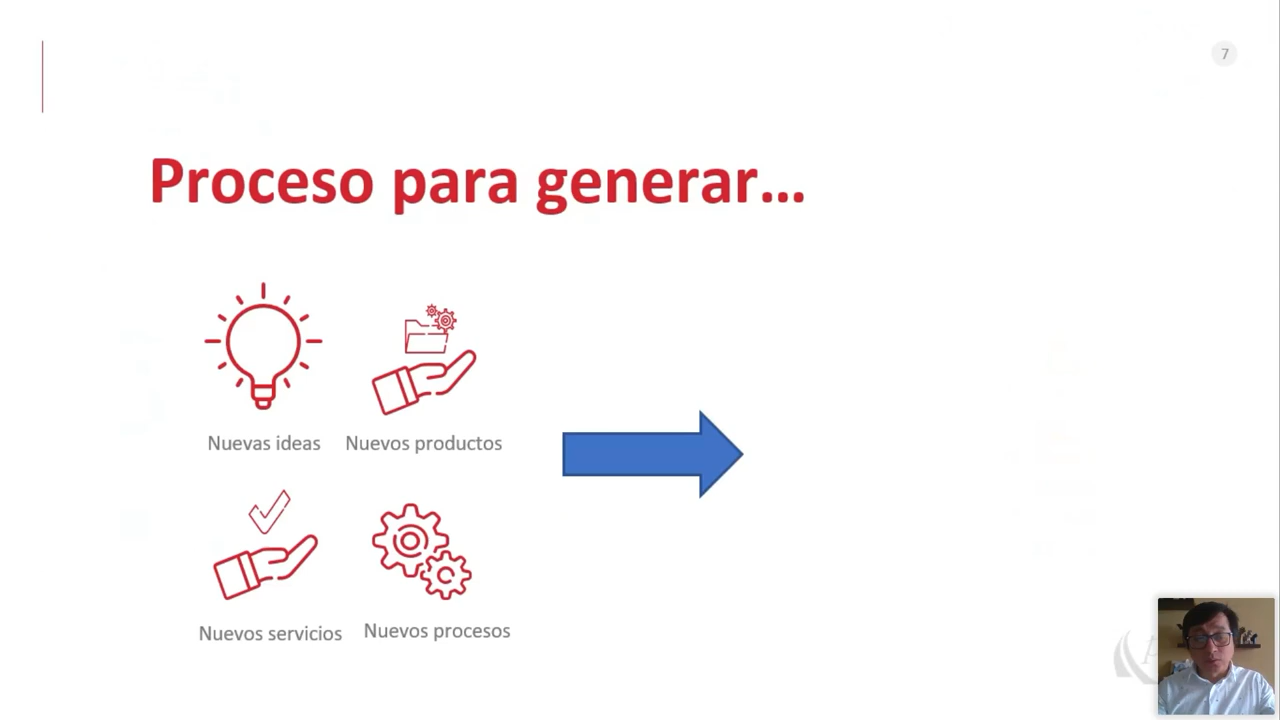 7
Proceso para generar...
Nuevas ideas
Nuevos productos
Nuevos servicios
Nuevos procesos